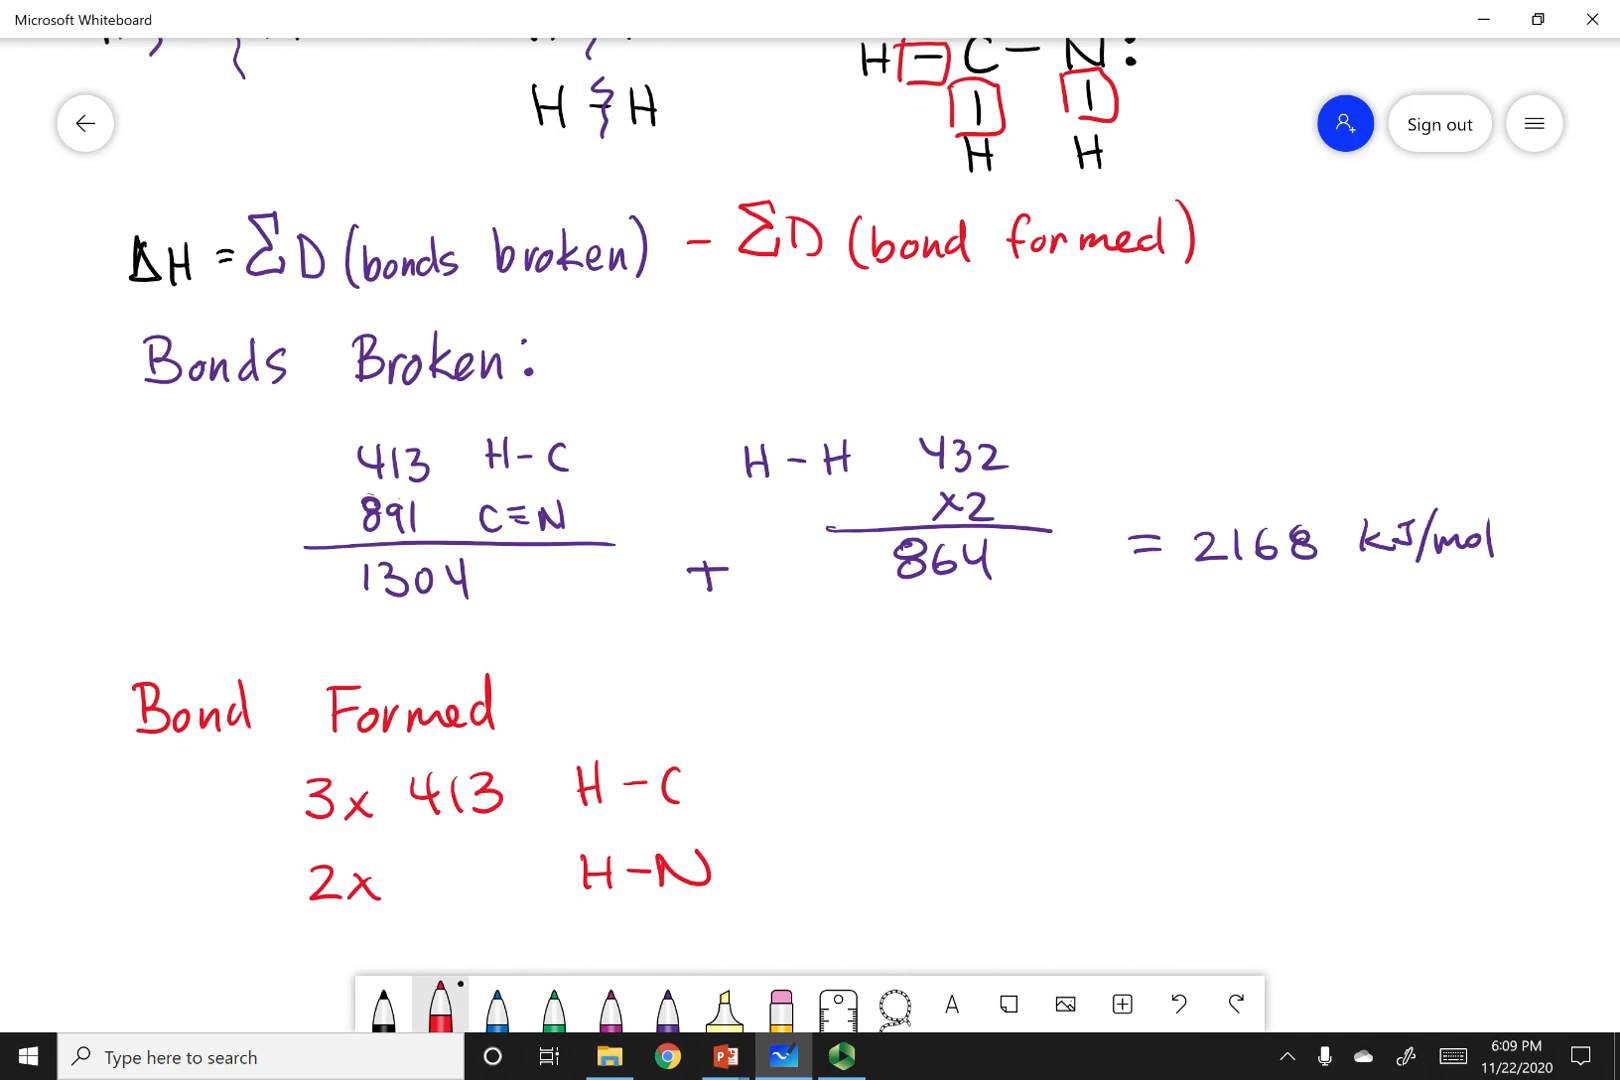 Microsoft Whiteboard
H – C – N :
H – H
H H
Sign out
ΔH = ΣD (bonds broken) – ΣD (bond formed)
Bonds Broken:
413 H – C H – H 432
891 C≡N x2
1304 + 864 = 2168 kJ/mol
Bond Formed
3x 413 H – C
2x H – N
A
Type here to search
6:09 PM
11/22/2020